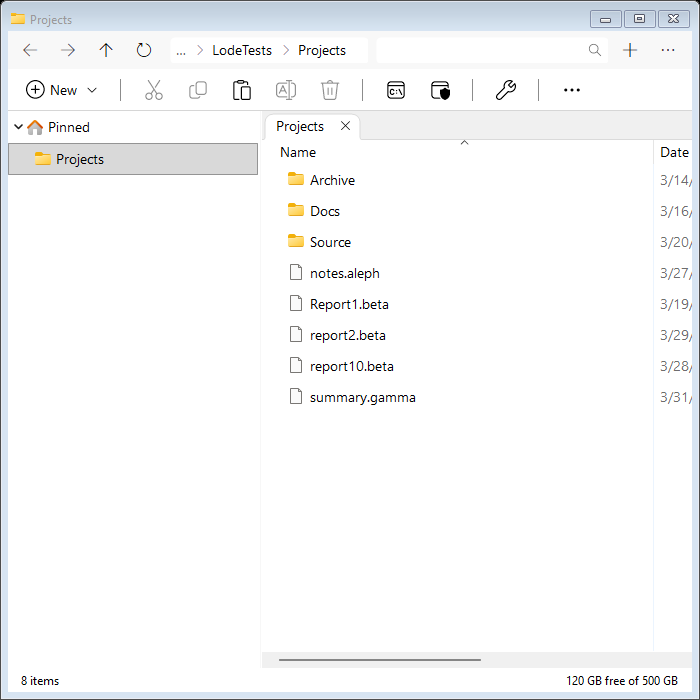 Projects
... LodeTests Projects
New
C:\
Pinned
Projects
Projects
Name Date
Archive 3/14/
Docs 3/16/
Source 3/20/
notes.aleph 3/27/
Report1.beta 3/19/
report2.beta 3/29/
report10.beta 3/28/
summary.gamma 3/31/
8 items 120 GB free of 500 GB